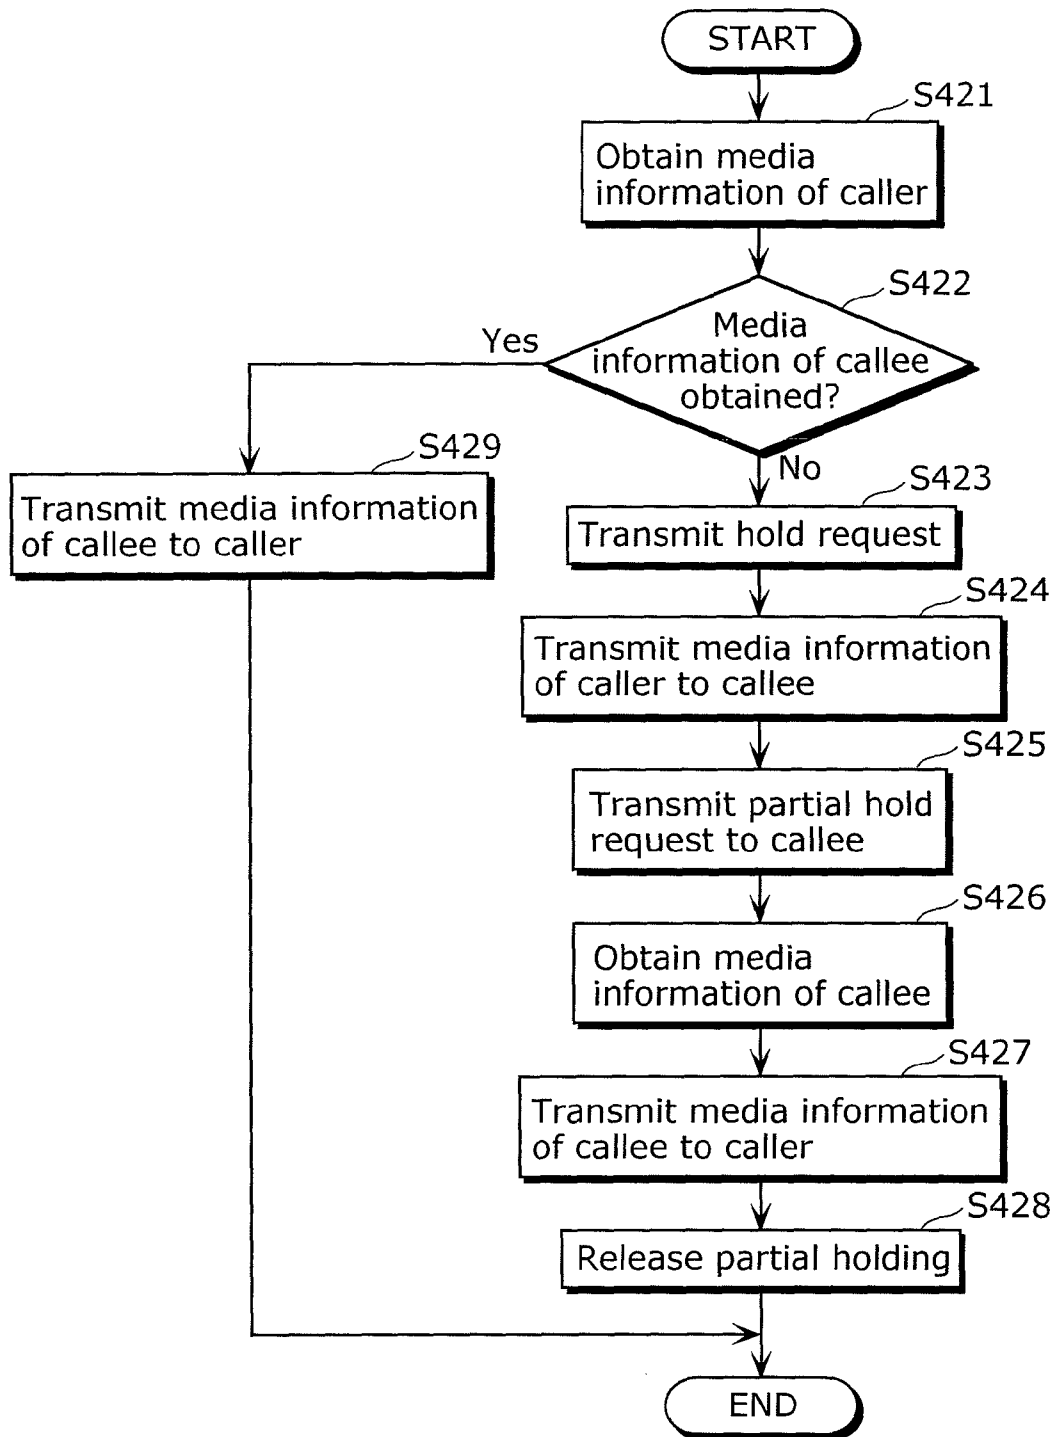 START
S421
Obtain media
information of caller
S422
Media
information of callee
obtained?
Yes
No
S429
Transmit media information
of callee to caller
S423
Transmit hold request
S424
Transmit media information
of caller to callee
S425
Transmit partial hold
request to callee
S426
Obtain media
information of callee
S427
Transmit media information
of callee to caller
S428
Release partial holding
END